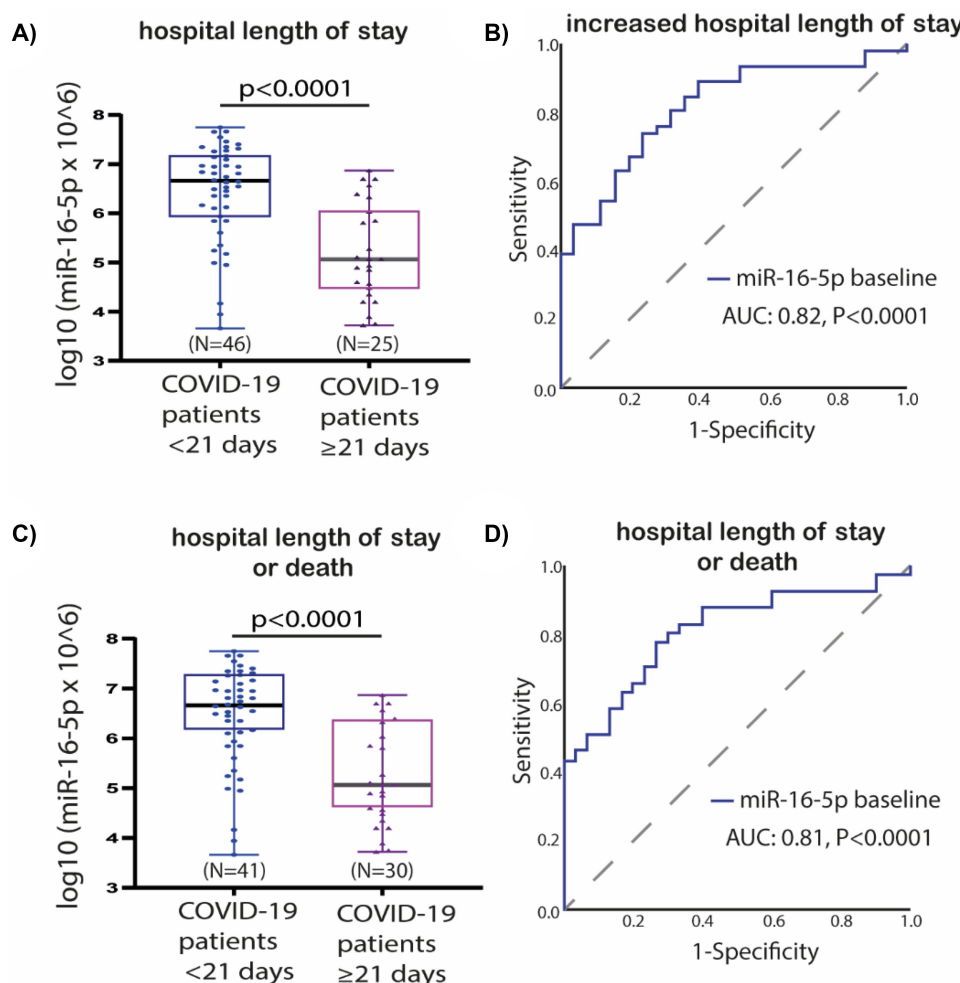 A)
hospital length of stay
p<0.0001
log10 (miR-16-5p x 10^6)
8
7
6
5
4
3
(N=46)
(N=25)
COVID-19
patients
<21 days
COVID-19
patients
≥21 days
B)
increased hospital length of stay
1.0
0.8
0.6
0.4
0.2
0.0
Sensitivity
miR-16-5p baseline
AUC: 0.82, P<0.0001
0.2
0.4
0.6
0.8
1.0
1-Specificity
C)
hospital length of stay
or death
p<0.0001
log10 (miR-16-5p x 10^6)
8
7
6
5
4
3
(N=41)
(N=30)
COVID-19
patients
<21 days
COVID-19
patients
≥21 days
D)
hospital length of stay
or death
1.0
0.8
0.6
0.4
0.2
0.0
Sensitivity
miR-16-5p baseline
AUC: 0.81, P<0.0001
0.2
0.4
0.6
0.8
1.0
1-Specificity